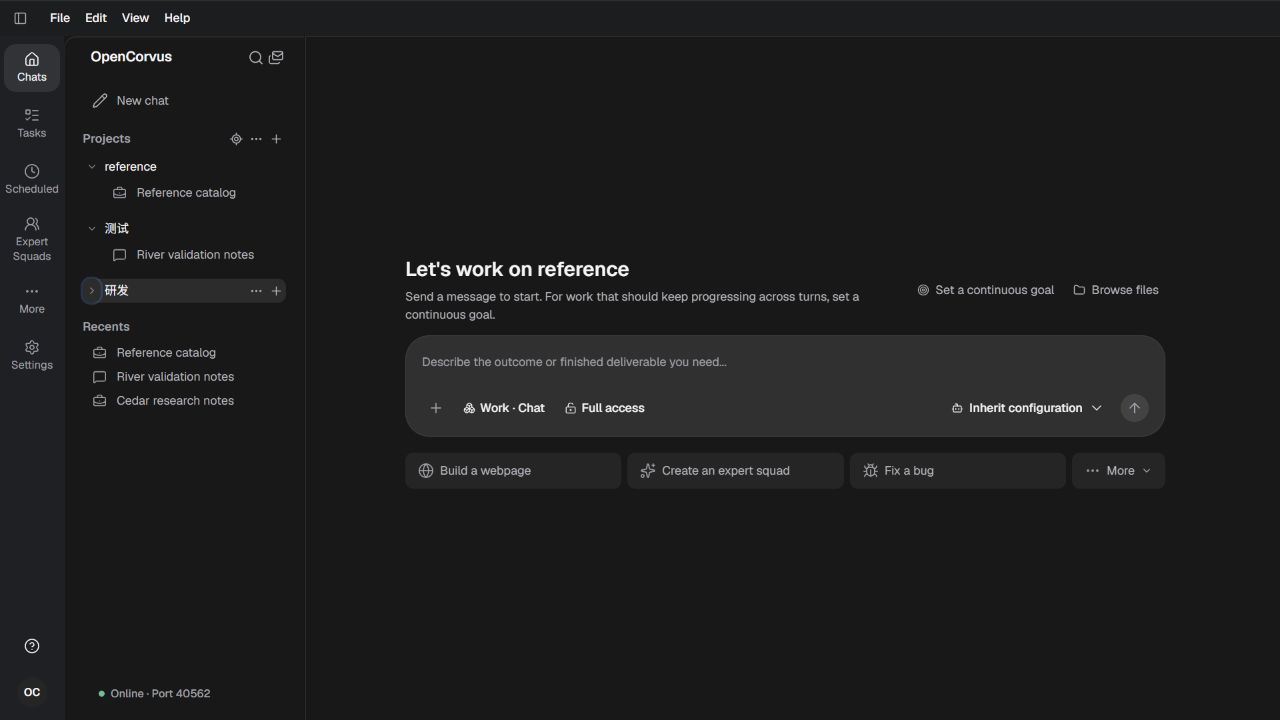 File Edit View Help
OpenCorvus
Chats
New chat
Tasks
Projects
reference
Scheduled
Reference catalog
测试
Expert
Squads
River validation notes
研发
More
Recents
Settings
Reference catalog
River validation notes
Cedar research notes
Let's work on reference
Send a message to start. For work that should keep progressing across turns, set a
continuous goal.
Set a continuous goal
Browse files
Describe the outcome or finished deliverable you need...
Work · Chat
Full access
Inherit configuration
Build a webpage
Create an expert squad
Fix a bug
More
OC
Online · Port 40562